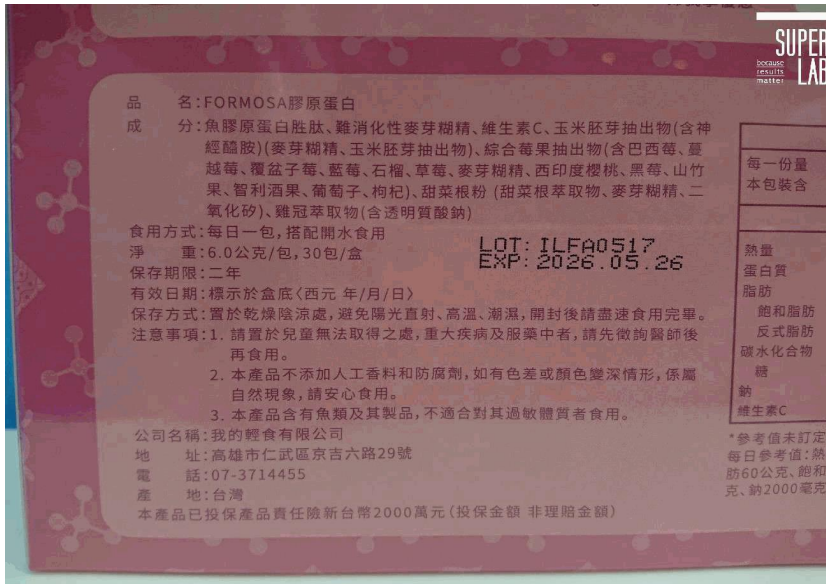 SUPER
because
results
matter
LAB
品　　名:FORMOSA膠原蛋白
成　　分:魚膠原蛋白胜肽、難消化性麥芽糊精、維生素C、玉米胚芽抽出物(含神
經醯胺)(麥芽糊精、玉米胚芽抽出物)、綜合莓果抽出物(含巴西莓、蔓
越莓、覆盆子莓、藍莓、石榴、草莓、麥芽糊精、西印度櫻桃、黑莓、山竹
果、智利酒果、葡萄子、枸杞)、甜菜根粉 (甜菜根萃取物、麥芽糊精、二
氧化矽)、雞冠萃取物(含透明質酸鈉)
食用方式:每日一包,搭配開水食用
淨　　重:6.0公克/包,30包/盒
LOT: ILFA0517
EXP: 2026.05.26
保存期限:二年
有效日期:標示於盒底〈西元 年/月/日〉
保存方式:置於乾燥陰涼處,避免陽光直射、高溫、潮濕,開封後請盡速食用完畢。
注意事項:1. 請置於兒童無法取得之處,重大疾病及服藥中者,請先徵詢醫師後
再食用。
2. 本產品不添加人工香料和防腐劑,如有色差或顏色變深情形,係屬
自然現象,請安心食用。
3. 本產品含有魚類及其製品,不適合對其過敏體質者食用。
公司名稱:我的輕食有限公司
地　　址:高雄市仁武區京吉六路29號
電　　話:07-3714455
產　　地:台灣
本產品已投保產品責任險新台幣2000萬元(投保金額 非理賠金額)
每一份量
本包裝含
熱量
蛋白質
脂肪
飽和脂肪
反式脂肪
碳水化合物
糖
鈉
維生素C
*參考值未訂定
每日參考值:熱
肪60公克、飽和
克、鈉2000毫克